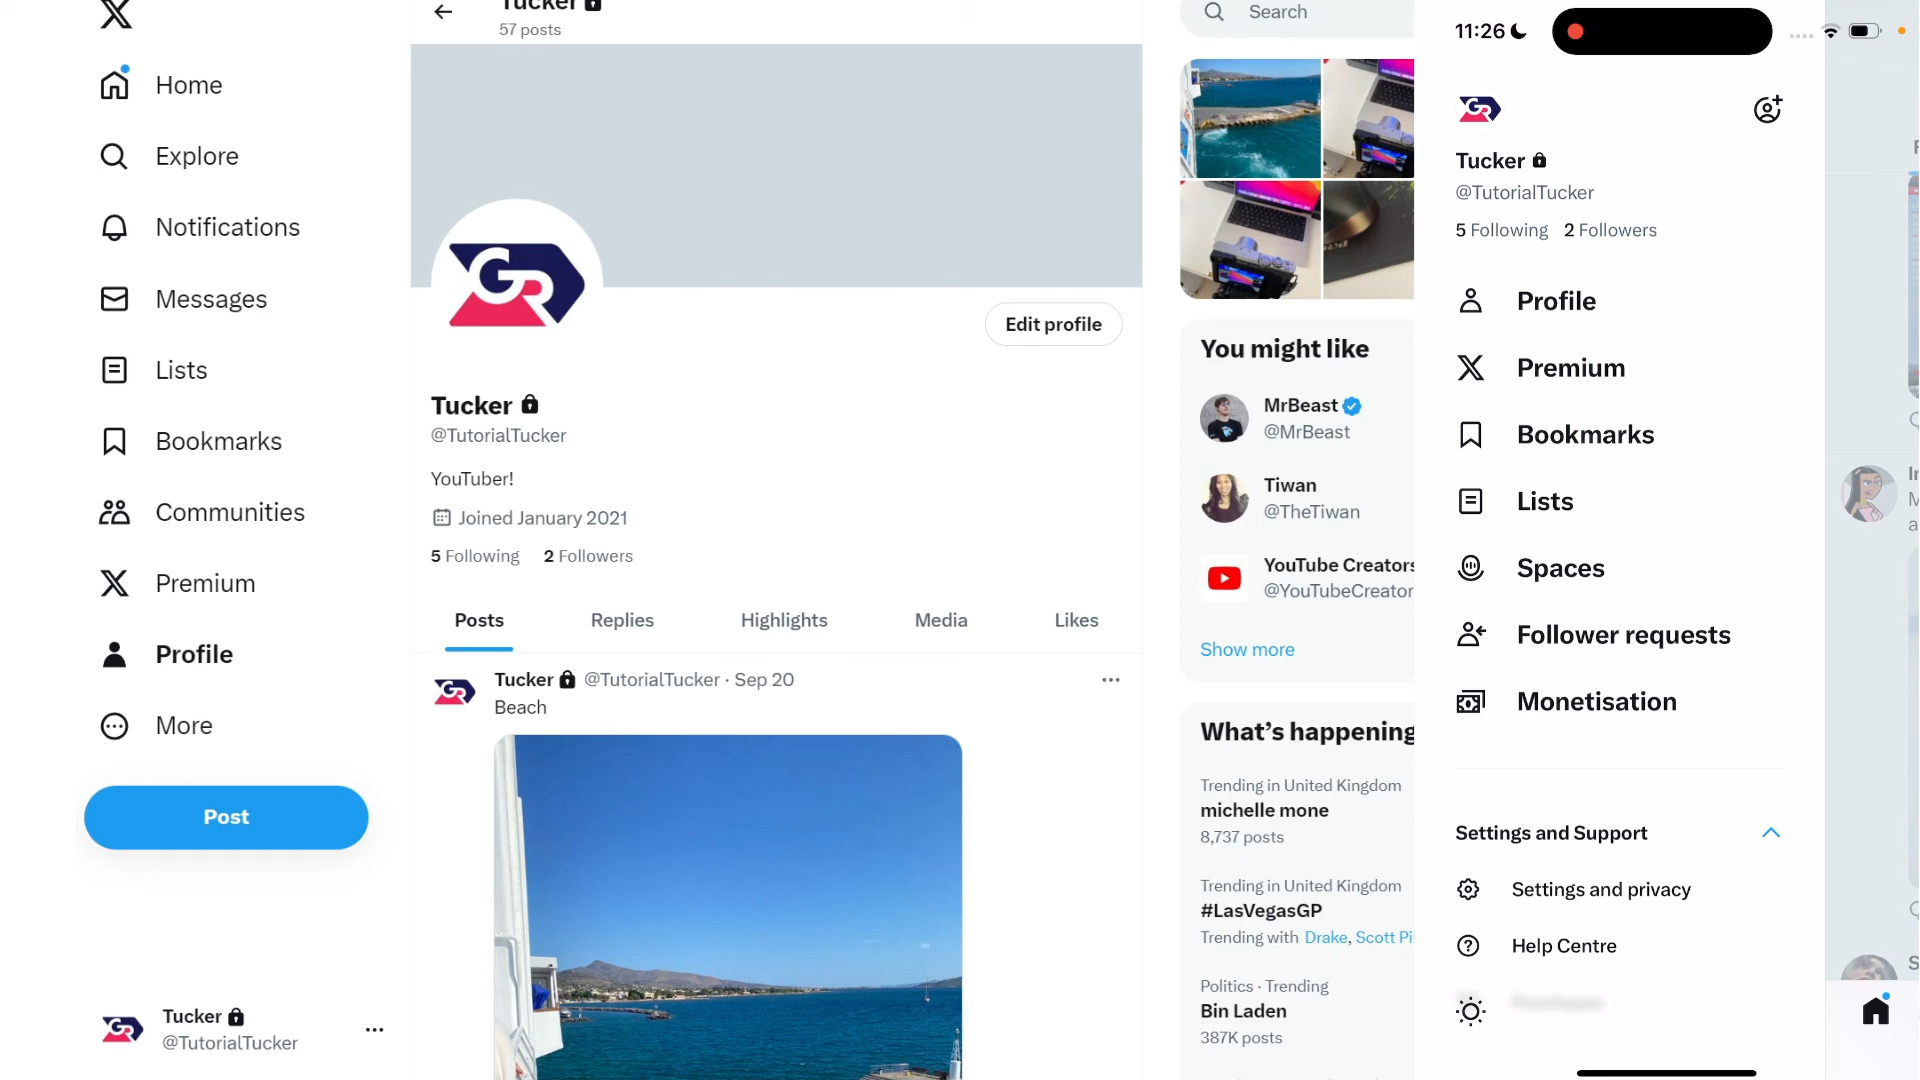 Home
Explore
Notifications
Messages
Lists
Bookmarks
Communities
Premium
Profile
More
Post
Tucker
@TutorialTucker
Tucker
57 posts
GR
Edit profile
Tucker
@TutorialTucker
YouTuber!
Joined January 2021
5 Following 2 Followers
Posts Replies Highlights Media Likes
Tucker @TutorialTucker · Sep 20
Beach
Search
You might like
MrBeast
@MrBeast
Tiwan
@TheTiwan
YouTube Creators
@YouTubeCreator
Show more
What’s happening
Trending in United Kingdom
michelle mone
8,737 posts
Trending in United Kingdom
#LasVegasGP
Trending with Drake, Scott Pi
Politics · Trending
Bin Laden
387K posts
11:26
GR
Tucker
@TutorialTucker
5 Following 2 Followers
Profile
Premium
Bookmarks
Lists
Spaces
Follower requests
Monetisation
Settings and Support
Settings and privacy
Help Centre